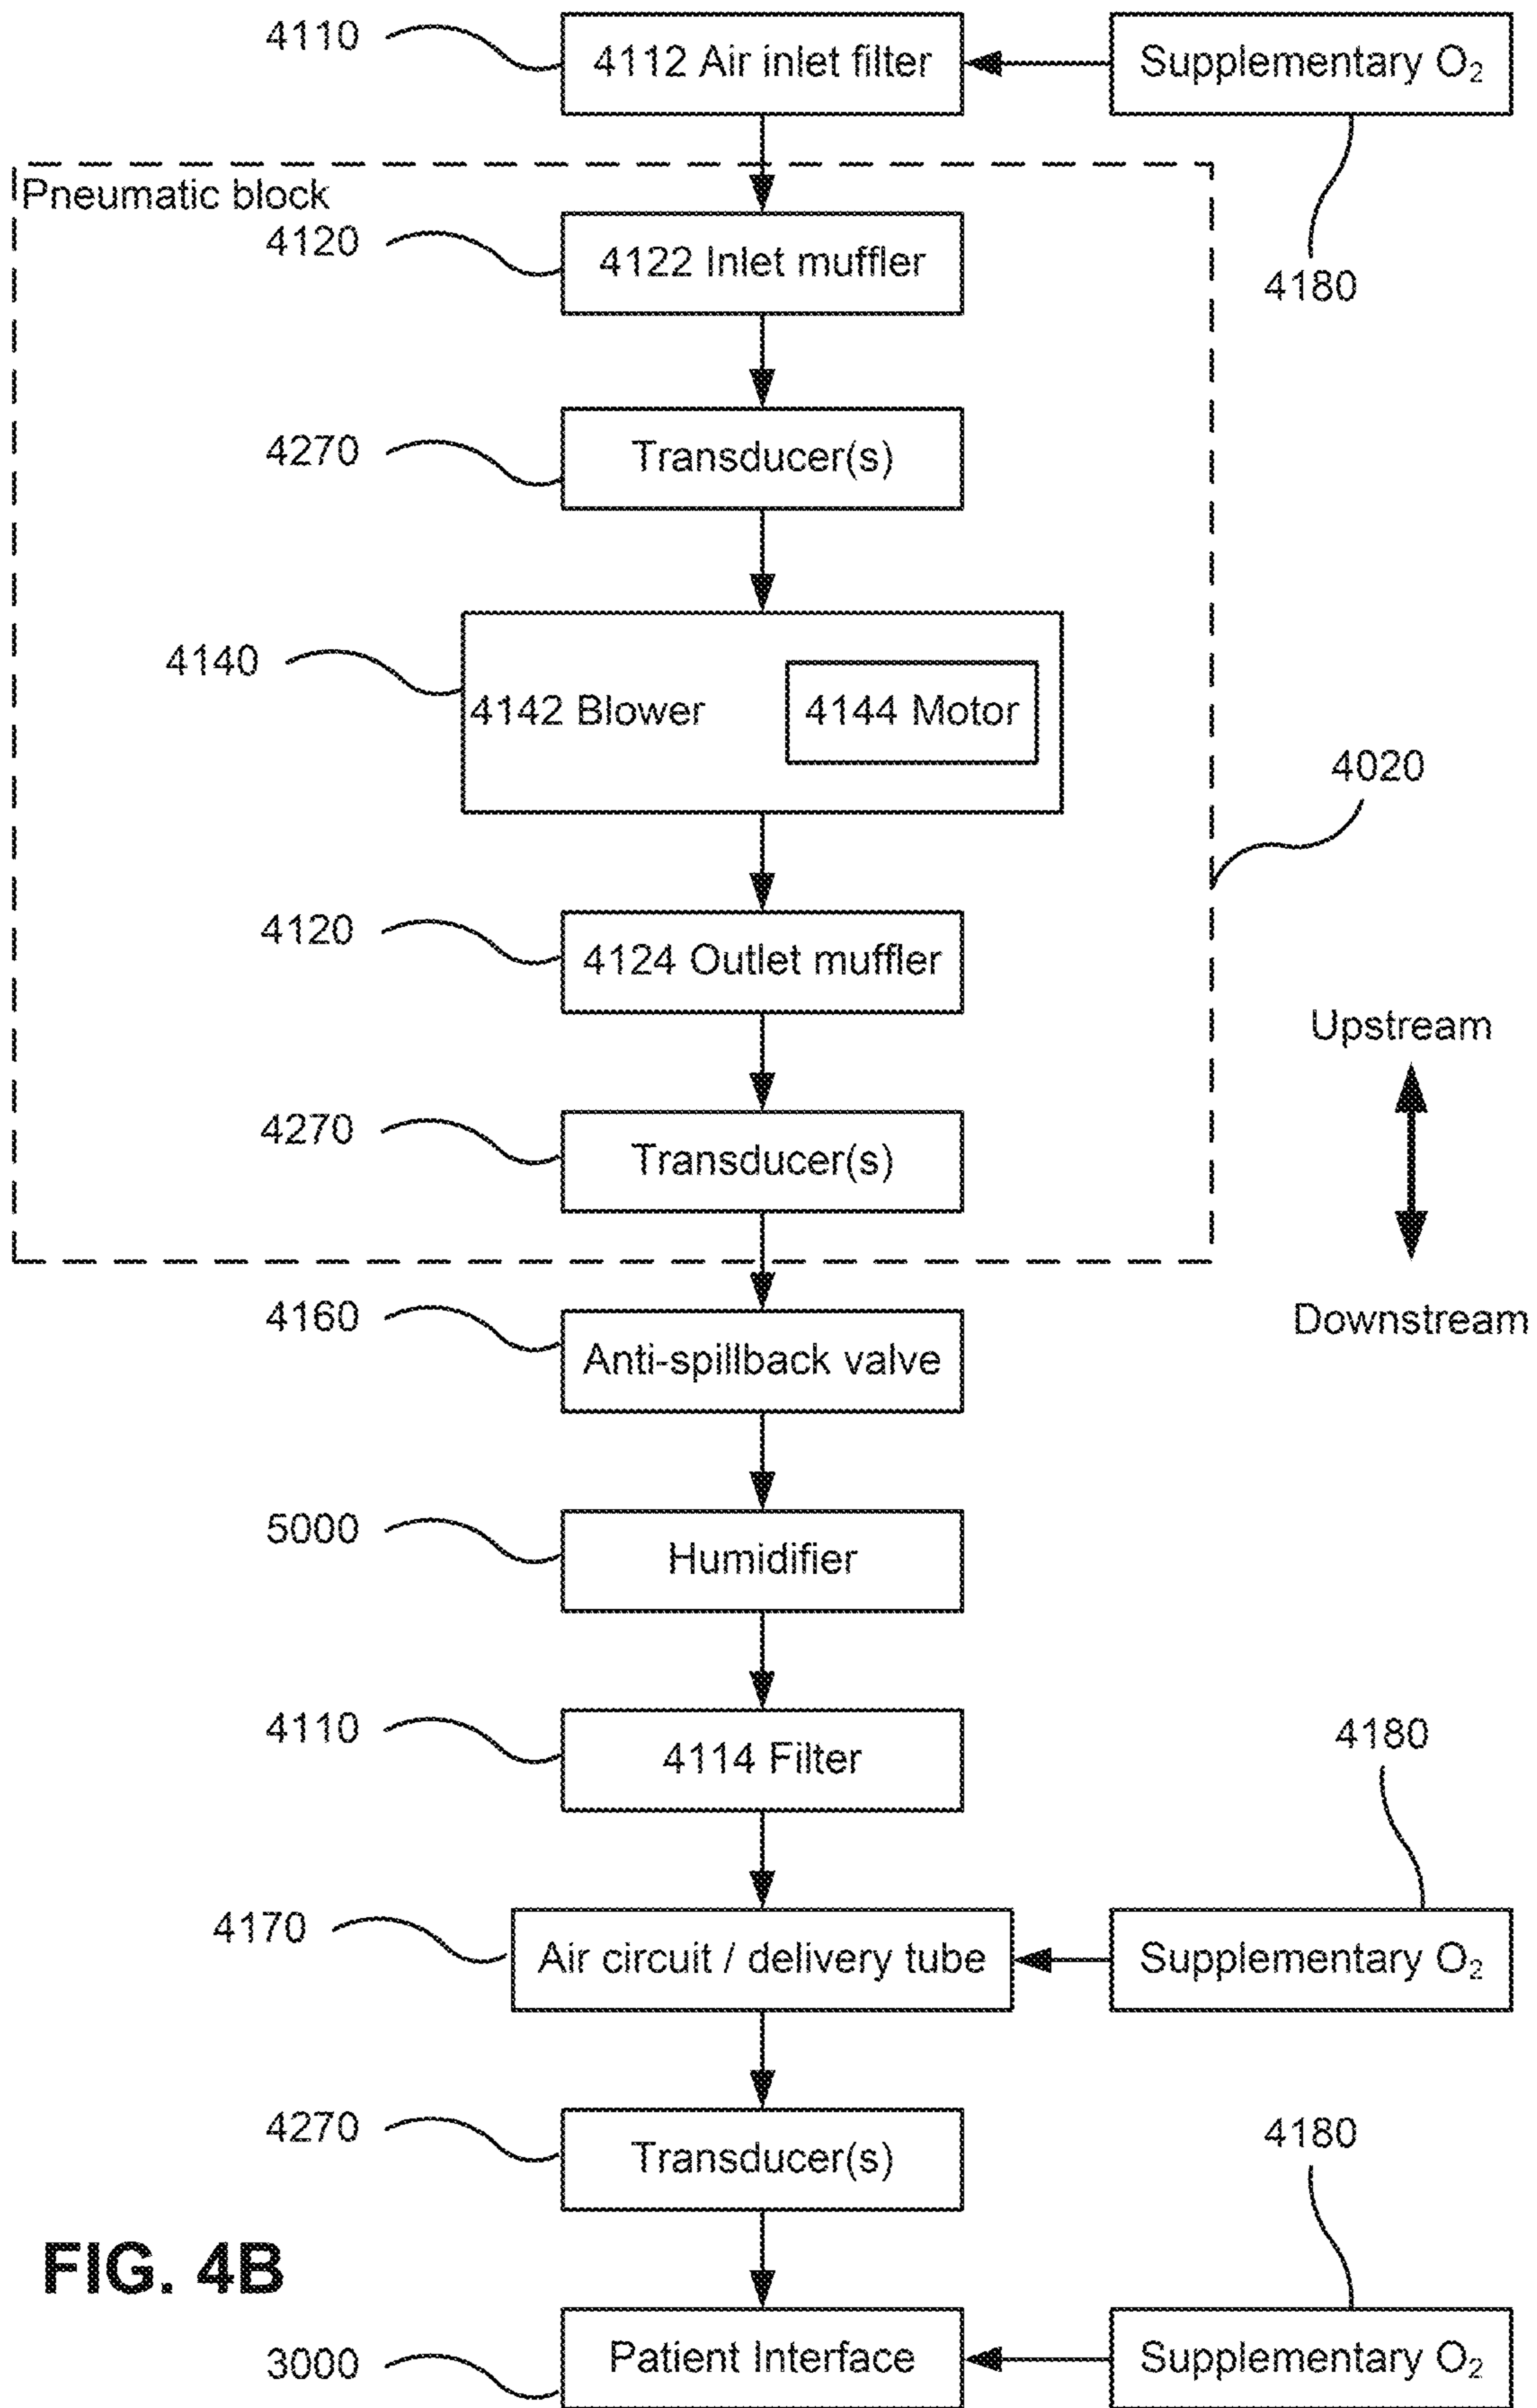 4110
4112 Air inlet filter
Supplementary O₂
Pneumatic block
4120
4122 Inlet muffler
4180
4270
Transducer(s)
4140
4142 Blower
4144 Motor
4020
4120
4124 Outlet muffler
Upstream
4270
Transducer(s)
Downstream
4160
Anti-spillback valve
5000
Humidifier
4110
4114 Filter
4180
4170
Air circuit / delivery tube
Supplementary O₂
4270
Transducer(s)
4180
FIG. 4B
3000
Patient Interface
Supplementary O₂